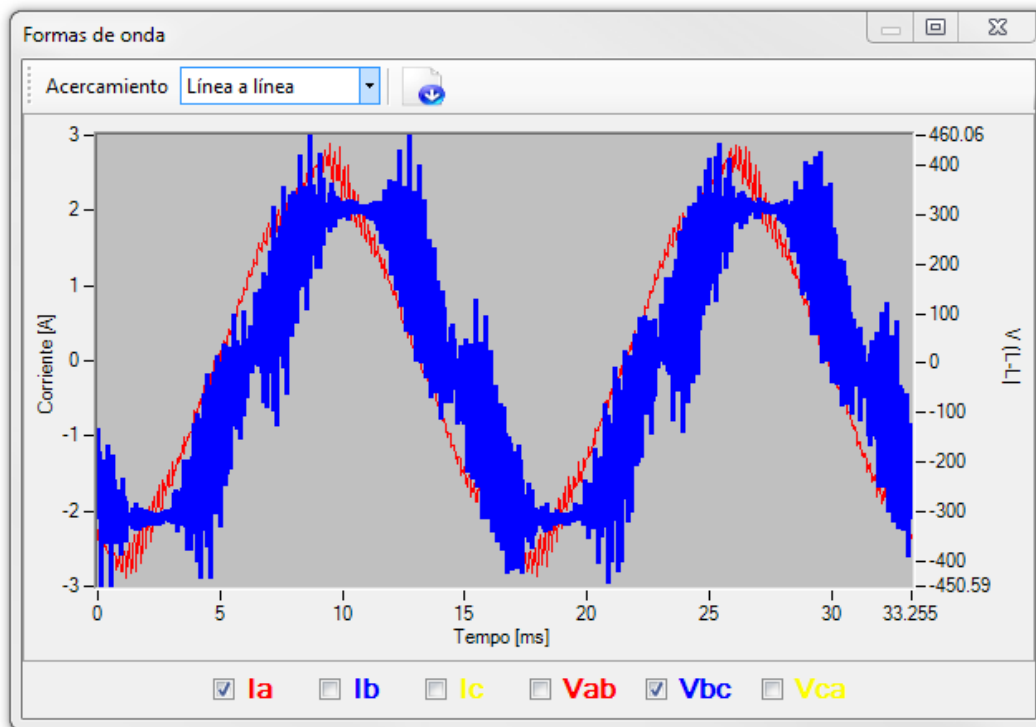 Formas de onda
Acercamiento Línea a línea
3
2
1
0
-1
-2
-3
Corriente [A]
460.06
400
300
200
100
0
-100
-200
-300
-400
-450.59
V (L-L]
0 5 10 15 20 25 30 33.255
Tempo [ms]
Ia Ib Ic Vab Vbc Vca